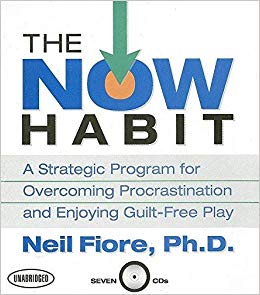 THE
NOW
HABIT
A Strategic Program for
Overcoming Procrastination
and Enjoying Guilt-Free Play
Neil Fiore, Ph.D.
UNABRIDGED
SEVEN CDs